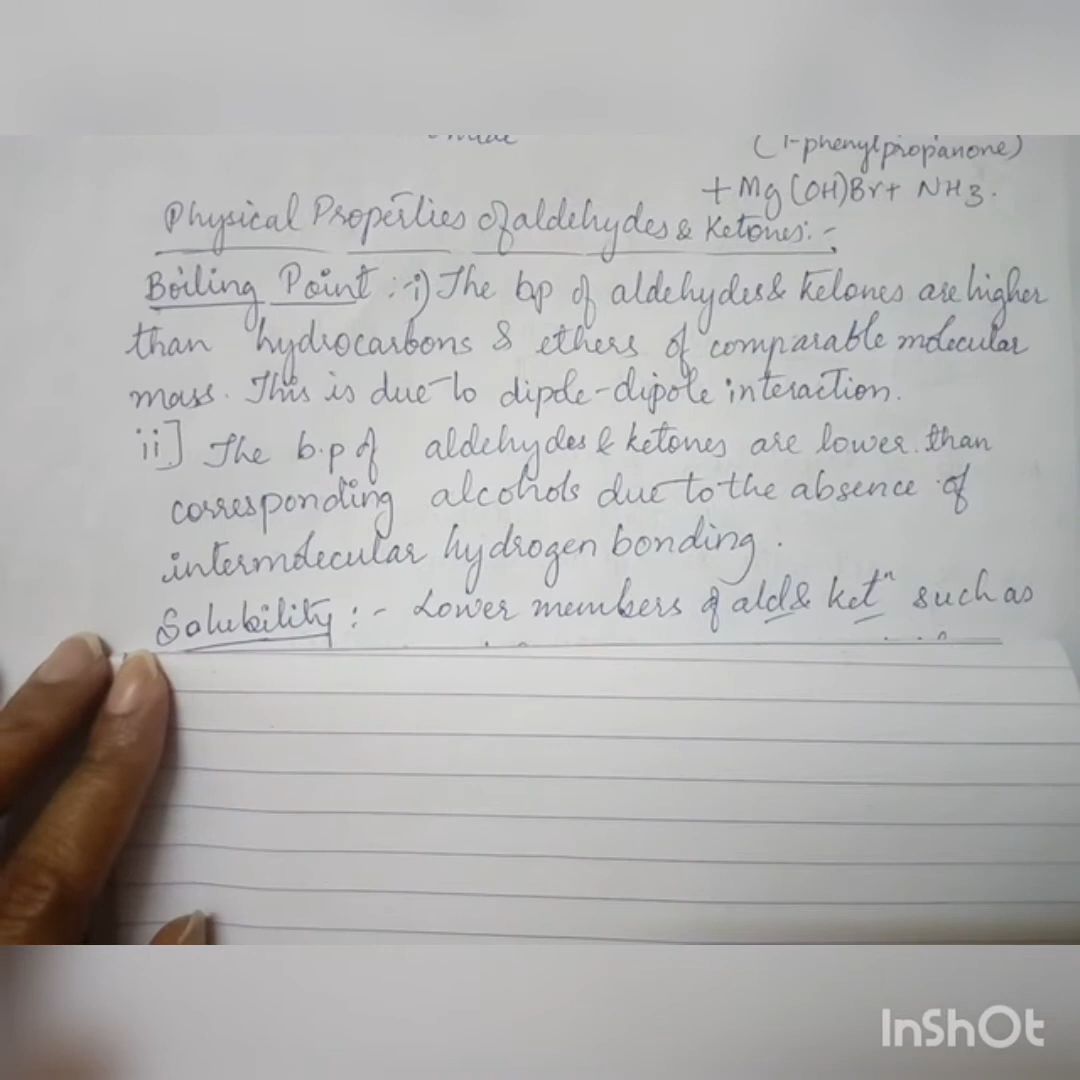 (1-phenylpropanone)
+ Mg(OH)Br + NH3.
Physical Properties of aldehydes & Ketones:-
Boiling Point :- i) The bp of aldehydes & Ketones are higher
than hydrocarbons & ethers of comparable molecular
mass. This is due to dipole-dipole interaction.
ii] The b.p of aldehydes & ketones are lower than
corresponding alcohols due to the absence of
intermolecular hydrogen bonding.
Solubility :- Lower members of ald & ketⁿ such as
InShOt